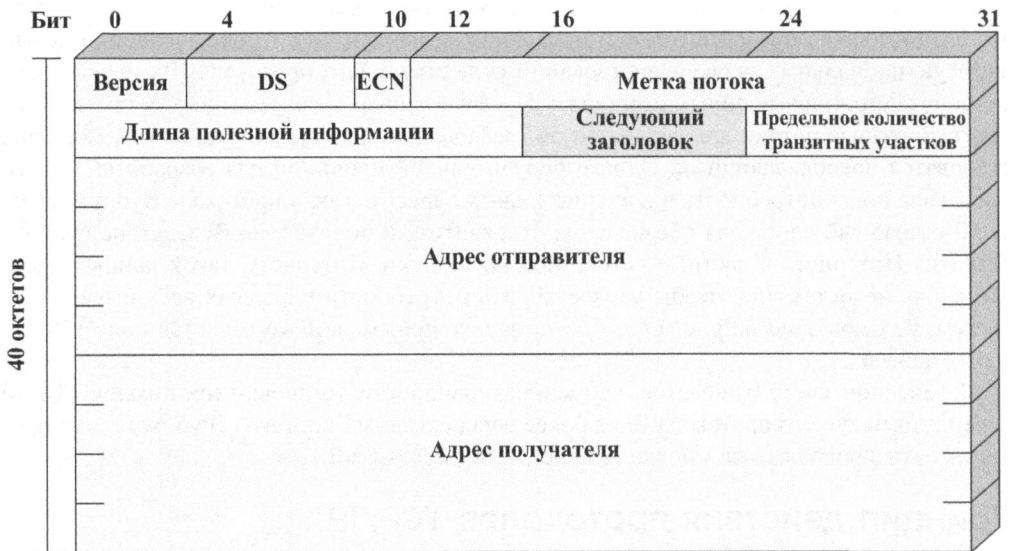 Бит 0 4 10 12 16 24 31
Версия DS ECN Метка потока
Длина полезной информации Следующий заголовок Предельное количество транзитных участков
40 октетов
Адрес отправителя
Адрес получателя